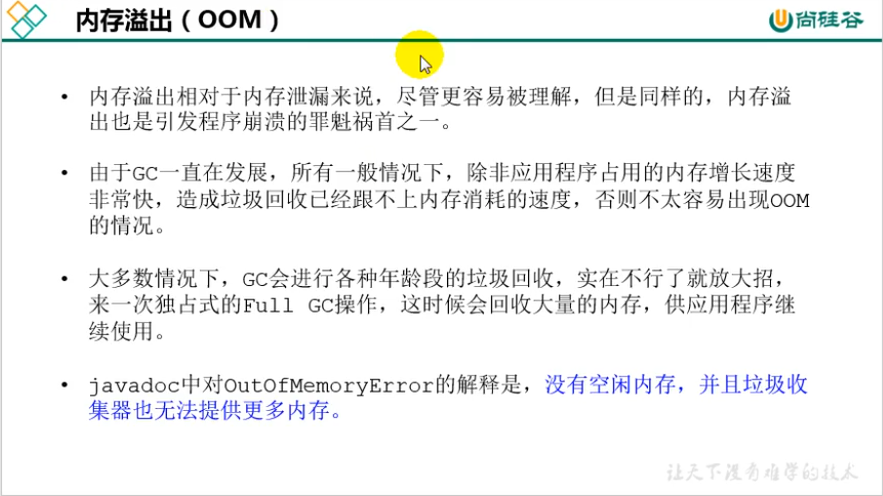 内存溢出（OOM）
尚硅谷
• 内存溢出相对于内存泄漏来说，尽管更容易被理解，但是同样的，内存溢
出也是引发程序崩溃的罪魁祸首之一。
• 由于GC一直在发展，所有一般情况下，除非应用程序占用的内存增长速度
非常快，造成垃圾回收已经跟不上内存消耗的速度，否则不太容易出现OOM
的情况。
• 大多数情况下，GC会进行各种年龄段的垃圾回收，实在不行了就放大招，
来一次独占式的Full GC操作，这时候会回收大量的内存，供应用程序继
续使用。
• javadoc中对OutOfMemoryError的解释是，没有空闲内存，并且垃圾收
集器也无法提供更多内存。
让天下没有难学的技术